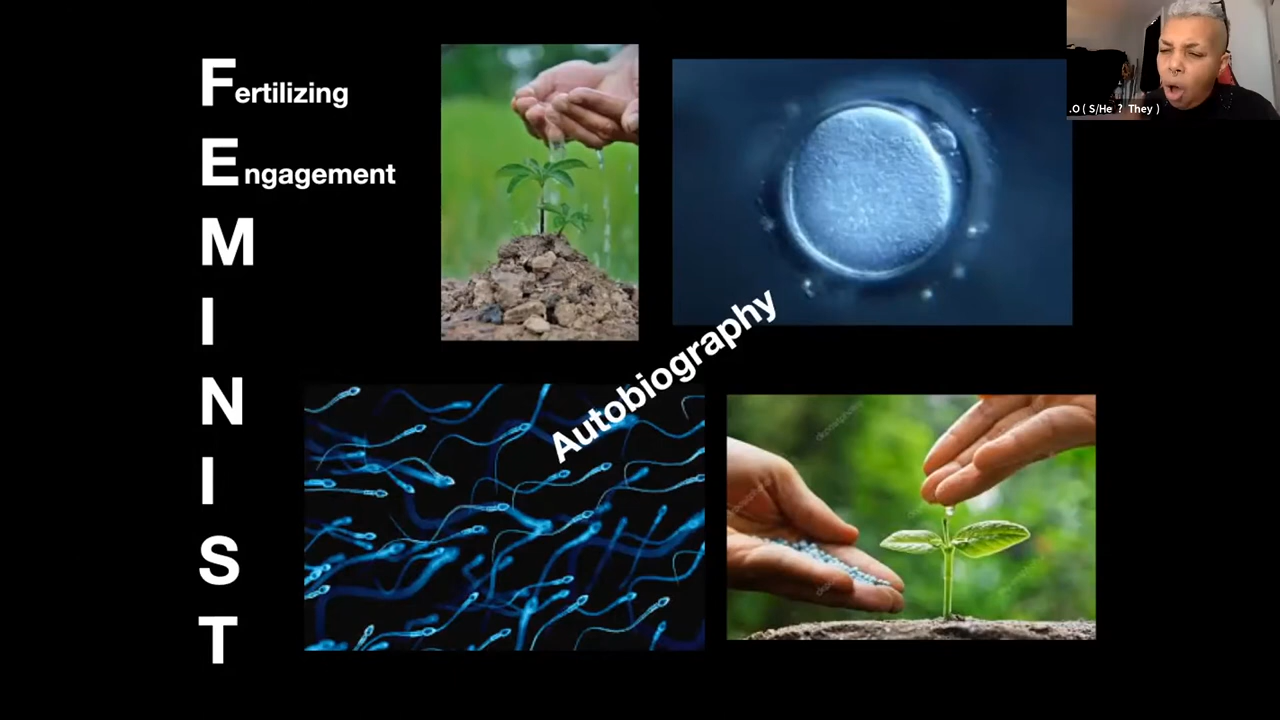 Fertilizing
Engagement
M
I
N
I
S
T
Autobiography
.O ( S/He ? They )